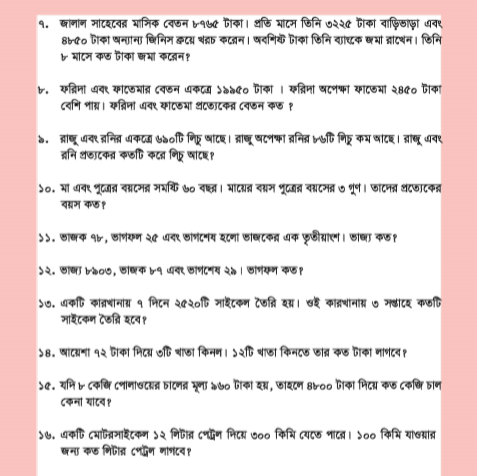 ৭. জালাল সাহেবের মাসিক বেতন ৮৭৬৫ টাকা। প্রতি মাসে তিনি ৩২২৫ টাকা বাড়িভাড়া এবং
৪৮৫০ টাকা অন্যান্য জিনিস ক্রয়ে খরচ করেন। অবশিষ্ট টাকা তিনি ব্যাংকে জমা রাখেন। তিনি
৮ মাসে কত টাকা জমা করেন?
৮. ফরিদা এবং ফাতেমার বেতন একত্রে ১৯৯৫০ টাকা । ফরিদা অপেক্ষা ফাতেমা ২৪৫০ টাকা
বেশি পায়। ফরিদা এবং ফাতেমা প্রত্যেকের বেতন কত ?
৯. রাজু এবং রনির একত্রে ৬৯০টি লিচু আছে। রাজু অপেক্ষা রনির ৮৬টি লিচু কম আছে। রাজু এবং
রনি প্রত্যেকের কতটি করে লিচু আছে?
১০. মা এবং পুত্রের বয়সের সমষ্টি ৬০ বছর। মায়ের বয়স পুত্রের বয়সের ৩ গুণ। তাদের প্রত্যেকের
বয়স কত?
১১. ভাজক ৭৮, ভাগফল ২৫ এবং ভাগশেষ হলো ভাজকের এক তৃতীয়াংশ। ভাজ্য কত?
১২. ভাজ্য ৮৯০৩, ভাজক ৮৭ এবং ভাগশেষ ২৯। ভাগফল কত?
১৩. একটি কারখানায় ৭ দিনে ২৫২০টি সাইকেল তৈরি হয়। ওই কারখানায় ৩ সপ্তাহে কতটি
সাইকেল তৈরি হবে?
১৪. আয়েশা ৭২ টাকা দিয়ে ৩টি খাতা কিনল। ১২টি খাতা কিনতে তার কত টাকা লাগবে?
১৫. যদি ৮ কেজি পোলাওয়ের চালের মূল্য ৯৬০ টাকা হয়, তাহলে ৪৮০০ টাকা দিয়ে কত কেজি চাল
কেনা যাবে?
১৬. একটি মোটরসাইকেল ১২ লিটার পেট্রল দিয়ে ৩০০ কিমি যেতে পারে। ১০০ কিমি যাওয়ার
জন্য কত লিটার পেট্রল লাগবে?